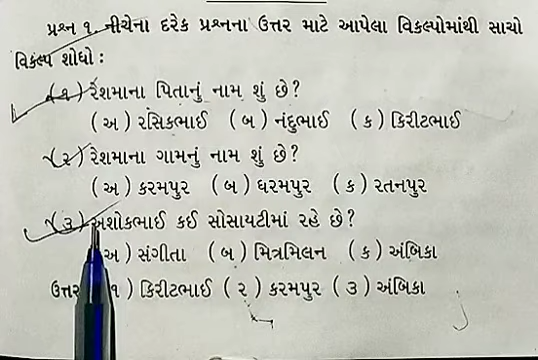 પ્રશ્ન ૧. નીચેના દરેક પ્રશ્નના ઉત્તર માટે આપેલા વિકલ્પોમાંથી સાચો
વિકલ્પ શોધો :
(૧) રેશમાના પિતાનું નામ શું છે?
(અ) રસિકભાઈ (બ) નંદુભાઈ (ક) કિરીટભાઈ
(૨) રેશમાના ગામનું નામ શું છે?
(અ) કરમપુર (બ) ધરમપુર (ક) રતનપુર
(૩) અશોકભાઈ કઈ સોસાયટીમાં રહે છે?
અ) સંગીતા (બ) મિત્રમિલન (ક) અંબિકા
ઉત્તર ૧) કિરીટભાઈ (૨) કરમપુર (૩) અંબિકા